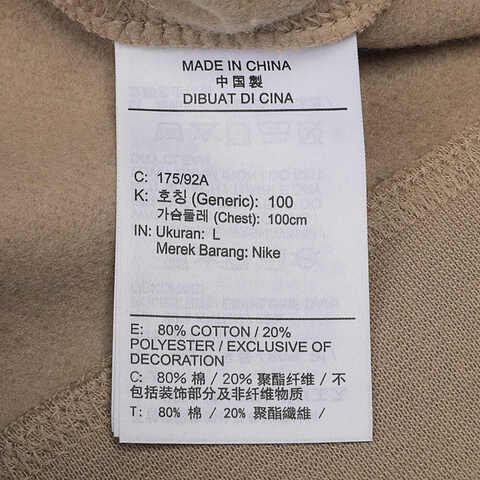 MADE IN CHINA
中国製
DIBUAT DI CINA
C: 175/92A
K: 호칭 (Generic): 100
가슴둘레 (Chest): 100cm
IN: Ukuran: L
Merek Barang: Nike
E: 80% COTTON / 20%
POLYESTER / EXCLUSIVE OF
DECORATION
C: 80% 棉 / 20% 聚酯纤维 / 不
包括装饰部分及非纤维物质
T: 80% 棉 / 20% 聚酯纖維 /